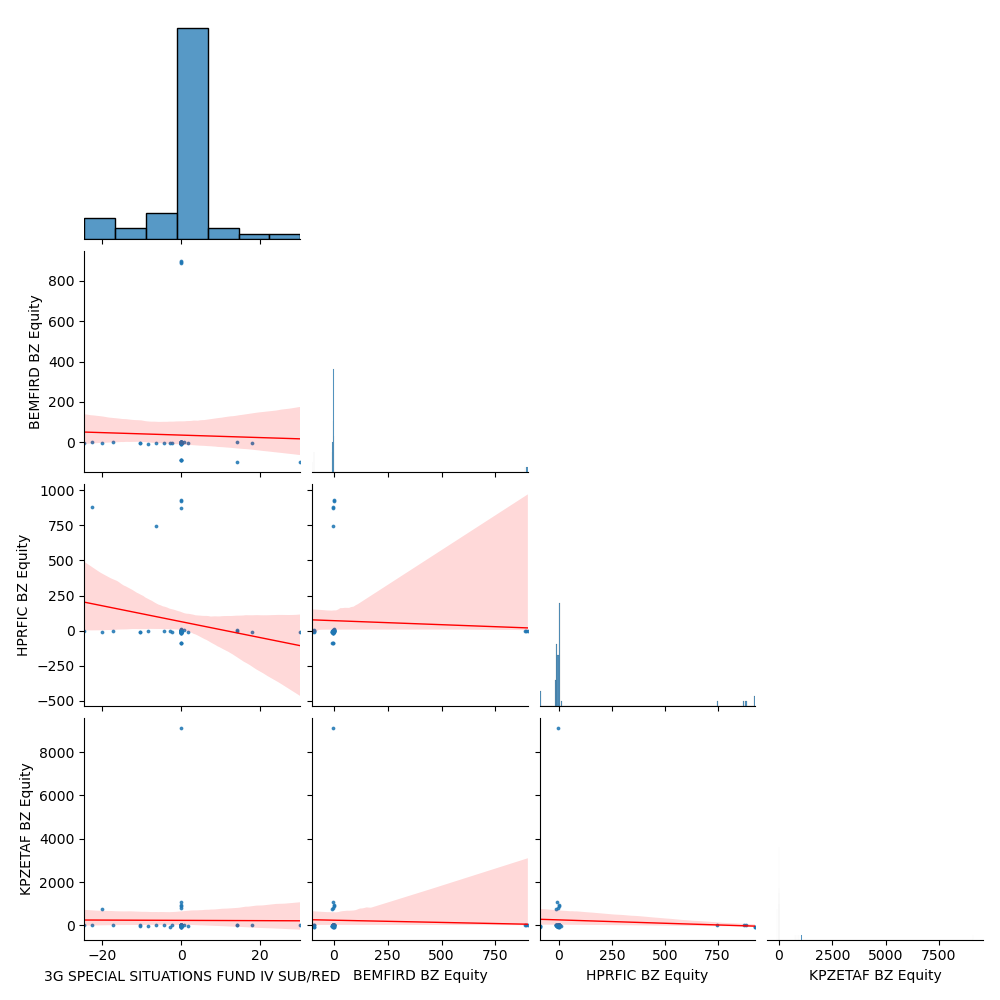 BEMFIRD BZ Equity
800
600
400
200
0
HPRFIC BZ Equity
1000
750
500
250
0
−250
−500
KPZETAF BZ Equity
8000
6000
4000
2000
0
−20 0 20
0 250 500 750
0 250 500 750
0 2500 5000 7500
3G SPECIAL SITUATIONS FUND IV SUB/RED BEMFIRD BZ Equity HPRFIC BZ Equity KPZETAF BZ Equity